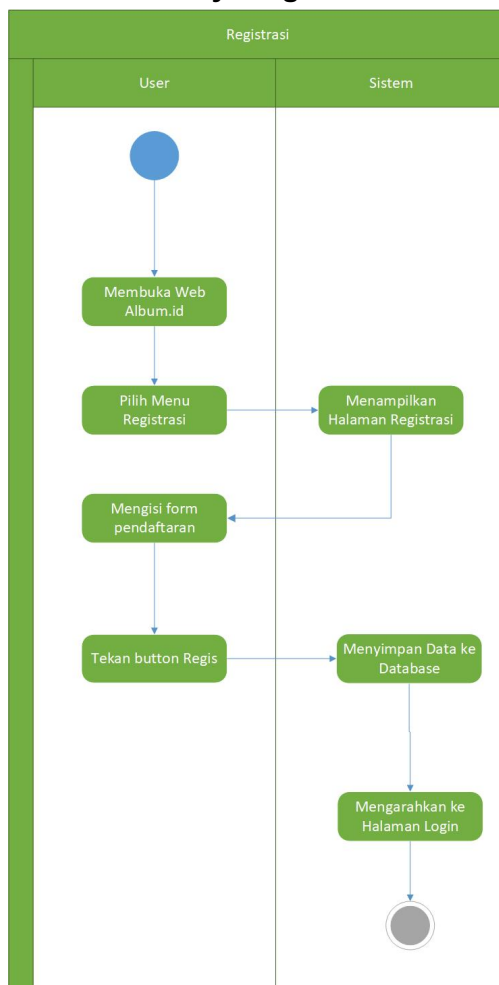 Registrasi
User
Sistem
Membuka Web
Album.id
Pilih Menu
Registrasi
Menampilkan
Halaman Registrasi
Mengisi form
pendaftaran
Tekan button Regis
Menyimpan Data ke
Database
Mengarahkan ke
Halaman Login